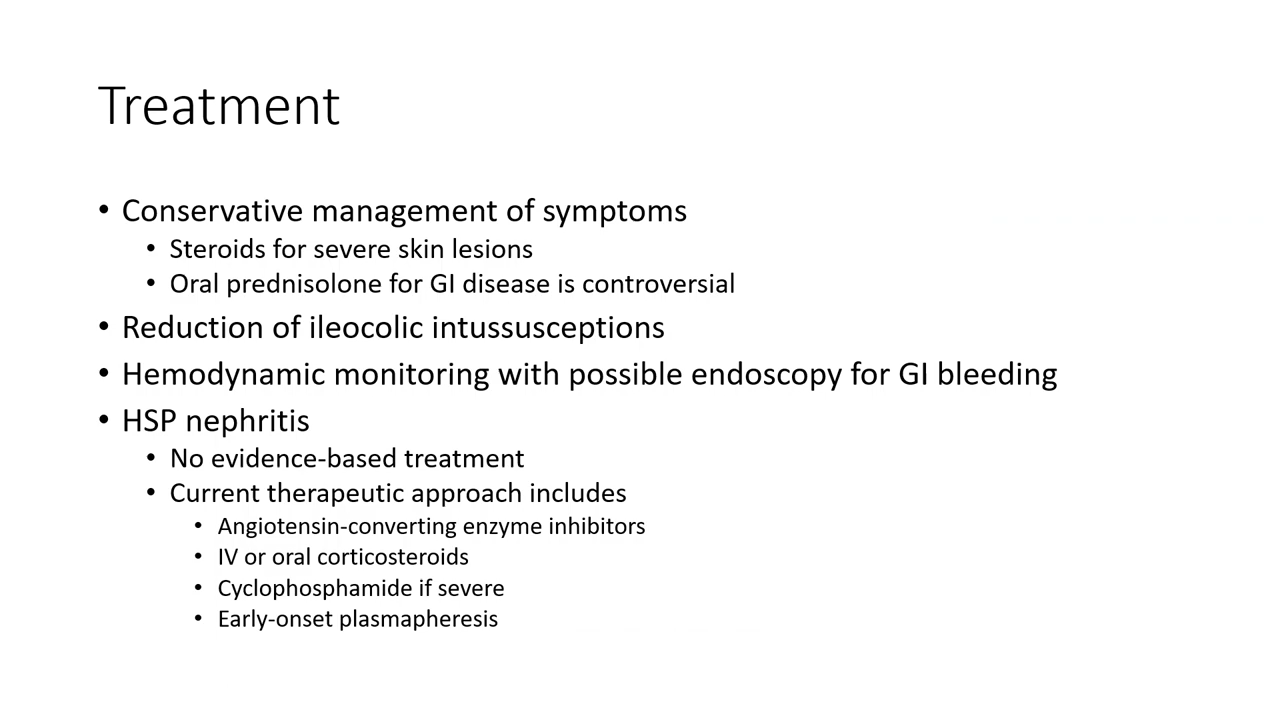 Treatment
• Conservative management of symptoms
• Steroids for severe skin lesions
• Oral prednisolone for GI disease is controversial
• Reduction of ileocolic intussusceptions
• Hemodynamic monitoring with possible endoscopy for GI bleeding
• HSP nephritis
• No evidence-based treatment
• Current therapeutic approach includes
• Angiotensin-converting enzyme inhibitors
• IV or oral corticosteroids
• Cyclophosphamide if severe
• Early-onset plasmapheresis